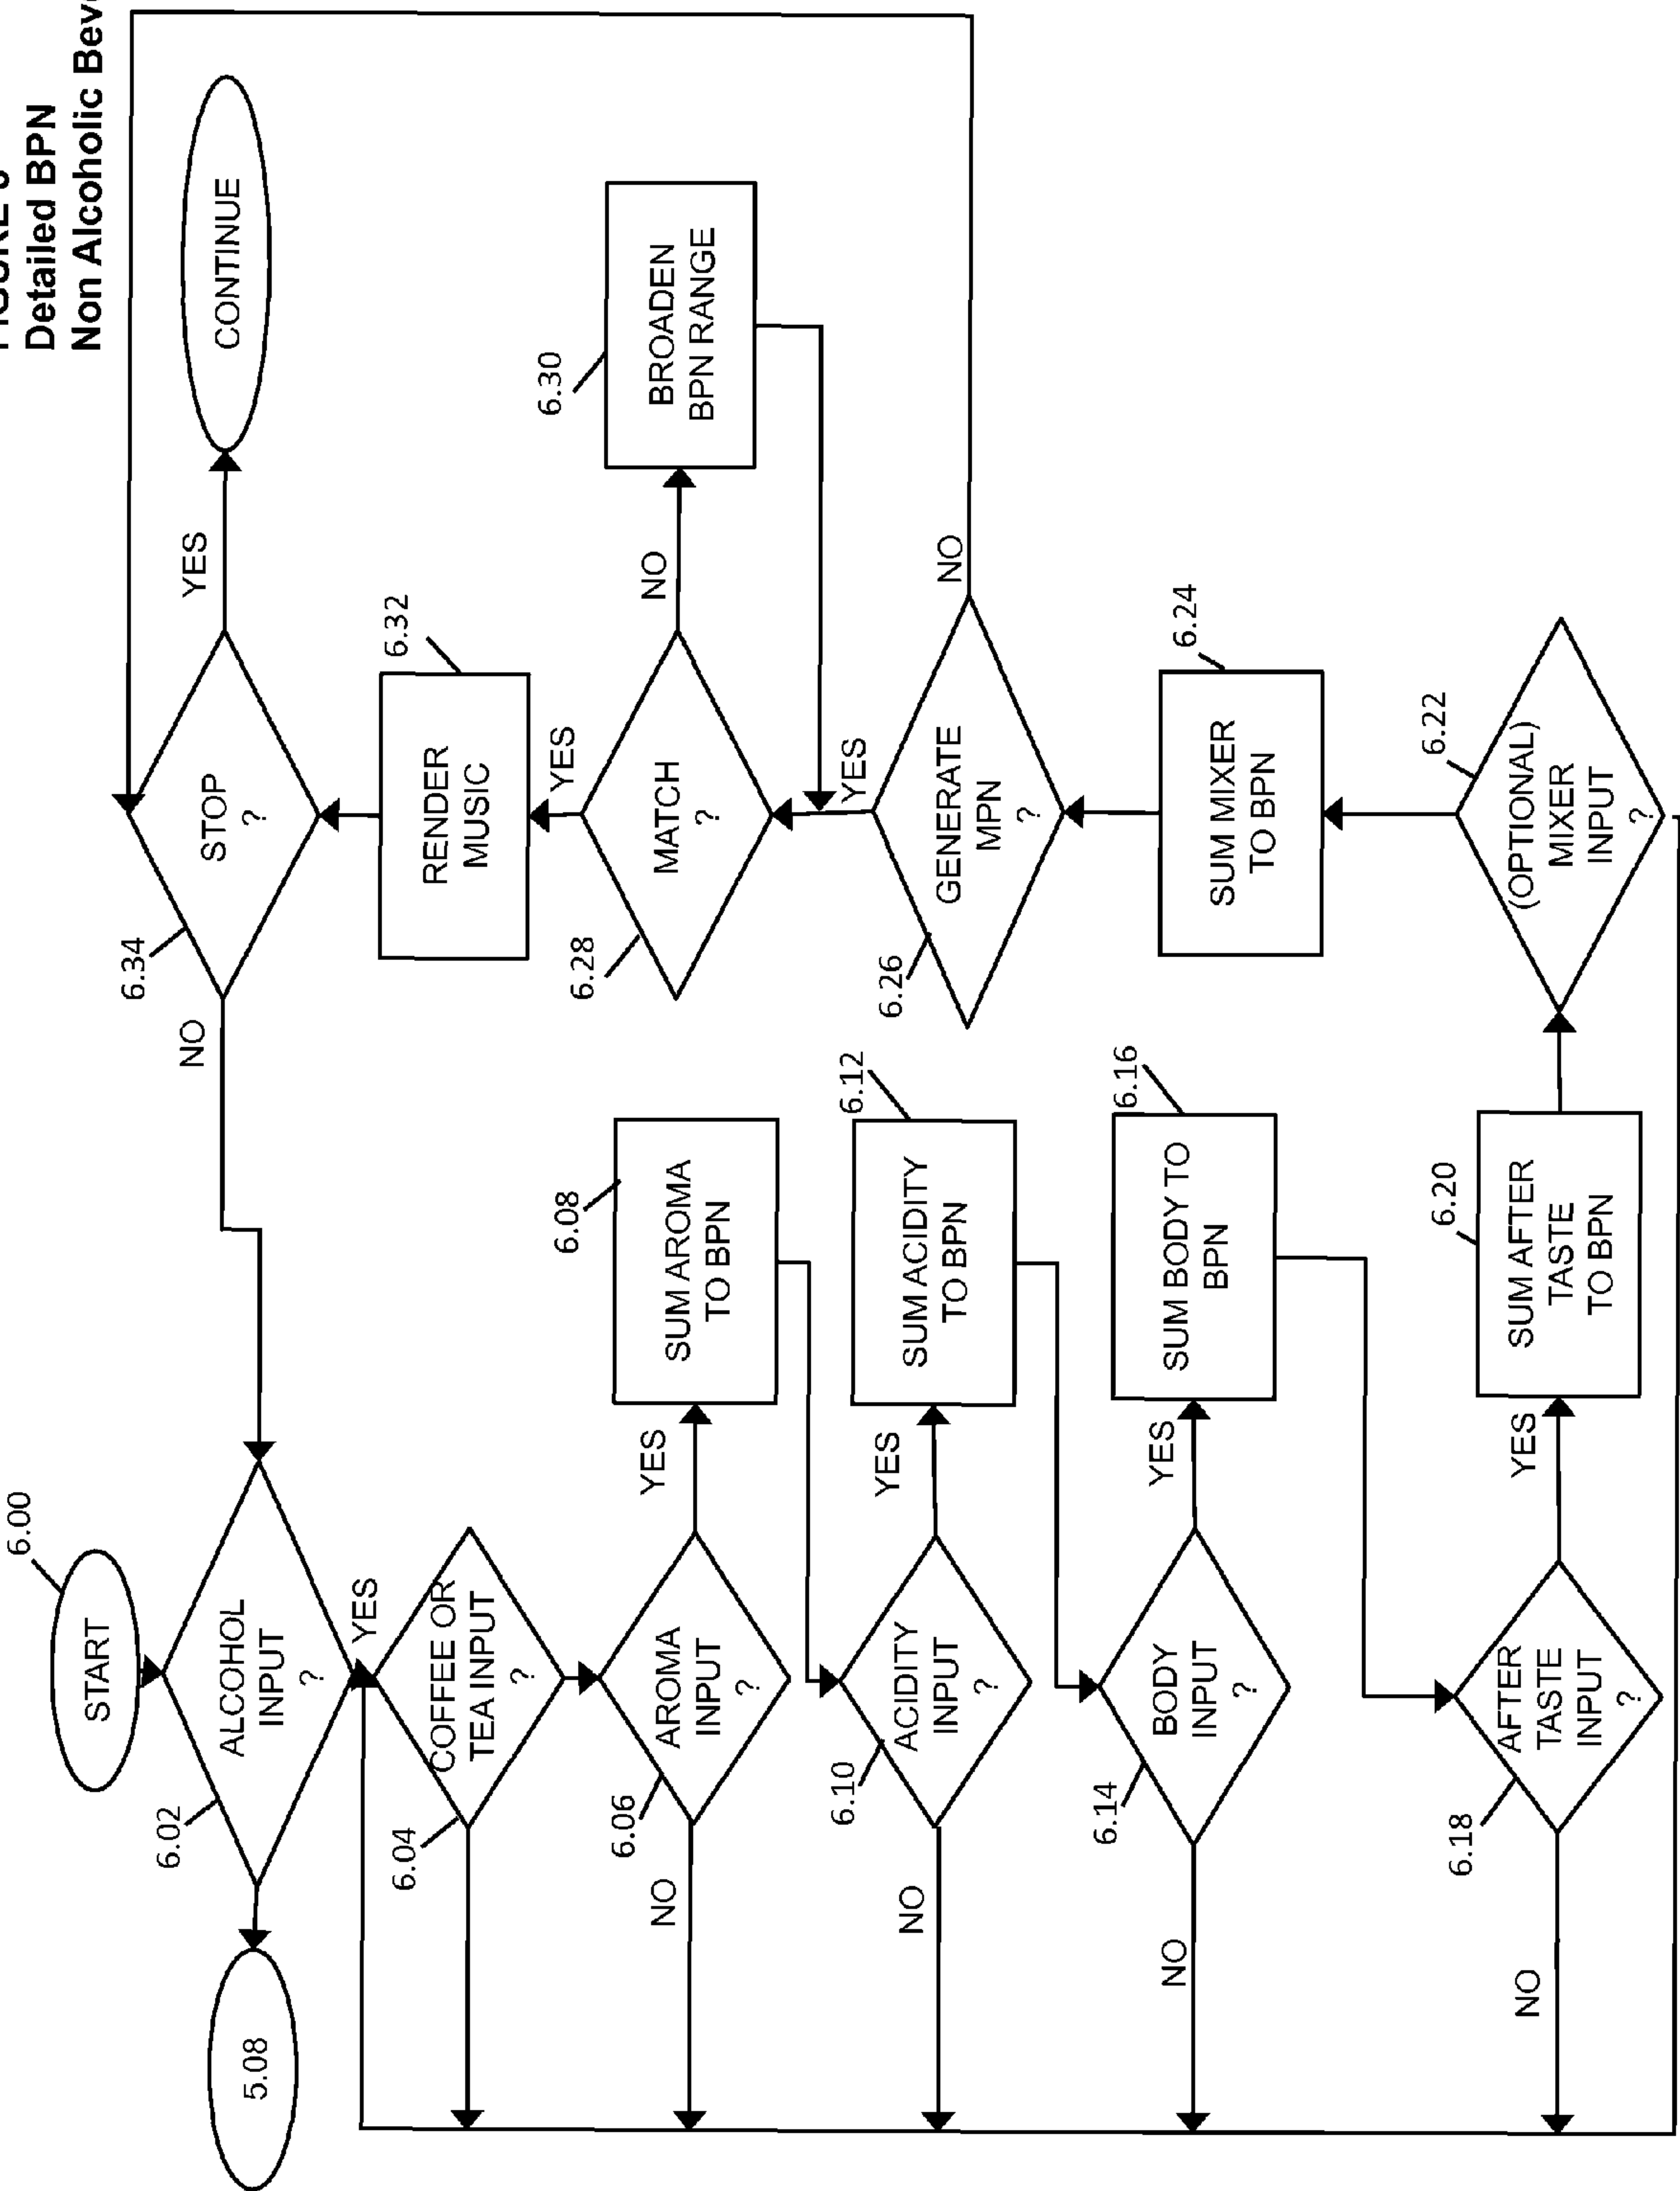 FIGURE
Detailed BPN
Non Alcoholic Bev
6.00
START
6.02
ALCOHOL
INPUT
?
5.08
YES
6.04
COFFEE OR
TEA INPUT
?
6.06
AROMA
INPUT
?
NO
YES
6.08
SUM AROMA
TO BPN
6.10
ACIDITY
INPUT
?
NO
YES
6.12
SUM ACIDITY
TO BPN
6.14
BODY
INPUT
?
NO
YES
6.16
SUM BODY TO
BPN
6.18
AFTER
TASTE
INPUT
?
NO
YES
6.20
SUM AFTER
TASTE
TO BPN
6.22
(OPTIONAL)
MIXER
INPUT
?
6.24
SUM MIXER
TO BPN
6.26
GENERATE
MPN
?
NO
YES
6.28
MATCH
?
NO
6.30
BROADEN
BPN RANGE
YES
6.32
RENDER
MUSIC
6.34
STOP
?
NO
YES
CONTINUE